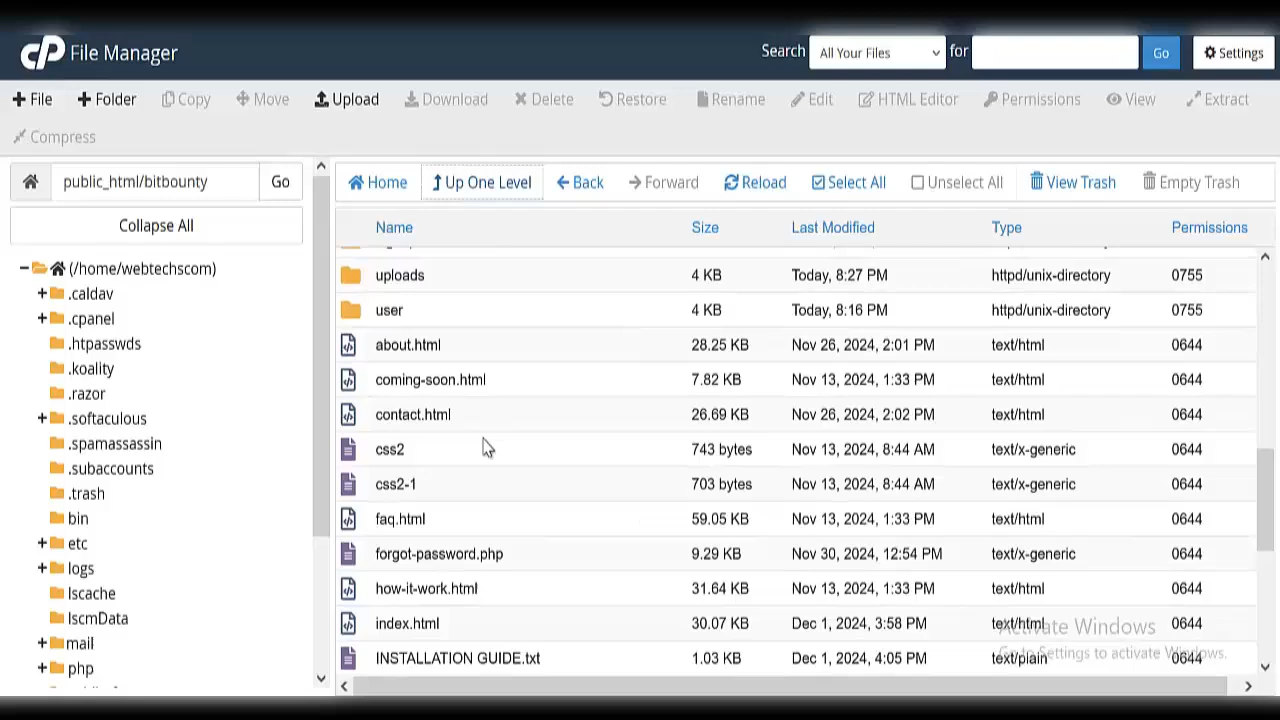 cP File Manager
Search All Your Files for Go Settings
+ File + Folder Copy Move Upload Download Delete Restore Rename Edit HTML Editor Permissions View Extract
Compress
public_html/bitbounty Go
Home Up One Level Back Forward Reload Select All Unselect All View Trash Empty Trash
Collapse All
(/home/webtechscom)
.caldav
.cpanel
.htpasswds
.koality
.razor
.softaculous
.spamassassin
.subaccounts
.trash
bin
etc
logs
lscache
lscmData
mail
php
Name Size Last Modified Type Permissions
uploads 4 KB Today, 8:27 PM httpd/unix-directory 0755
user 4 KB Today, 8:16 PM httpd/unix-directory 0755
about.html 28.25 KB Nov 26, 2024, 2:01 PM text/html 0644
coming-soon.html 7.82 KB Nov 13, 2024, 1:33 PM text/html 0644
contact.html 26.69 KB Nov 26, 2024, 2:02 PM text/html 0644
css2 743 bytes Nov 13, 2024, 8:44 AM text/x-generic 0644
css2-1 703 bytes Nov 13, 2024, 8:44 AM text/x-generic 0644
faq.html 59.05 KB Nov 13, 2024, 1:33 PM text/html 0644
forgot-password.php 9.29 KB Nov 30, 2024, 12:54 PM text/x-generic 0644
how-it-work.html 31.64 KB Nov 13, 2024, 1:33 PM text/html 0644
index.html 30.07 KB Dec 1, 2024, 3:58 PM text/html 0644
INSTALLATION GUIDE.txt 1.03 KB Dec 1, 2024, 4:05 PM text/plain 0644
Activate Windows
Go to Settings to activate Windows.